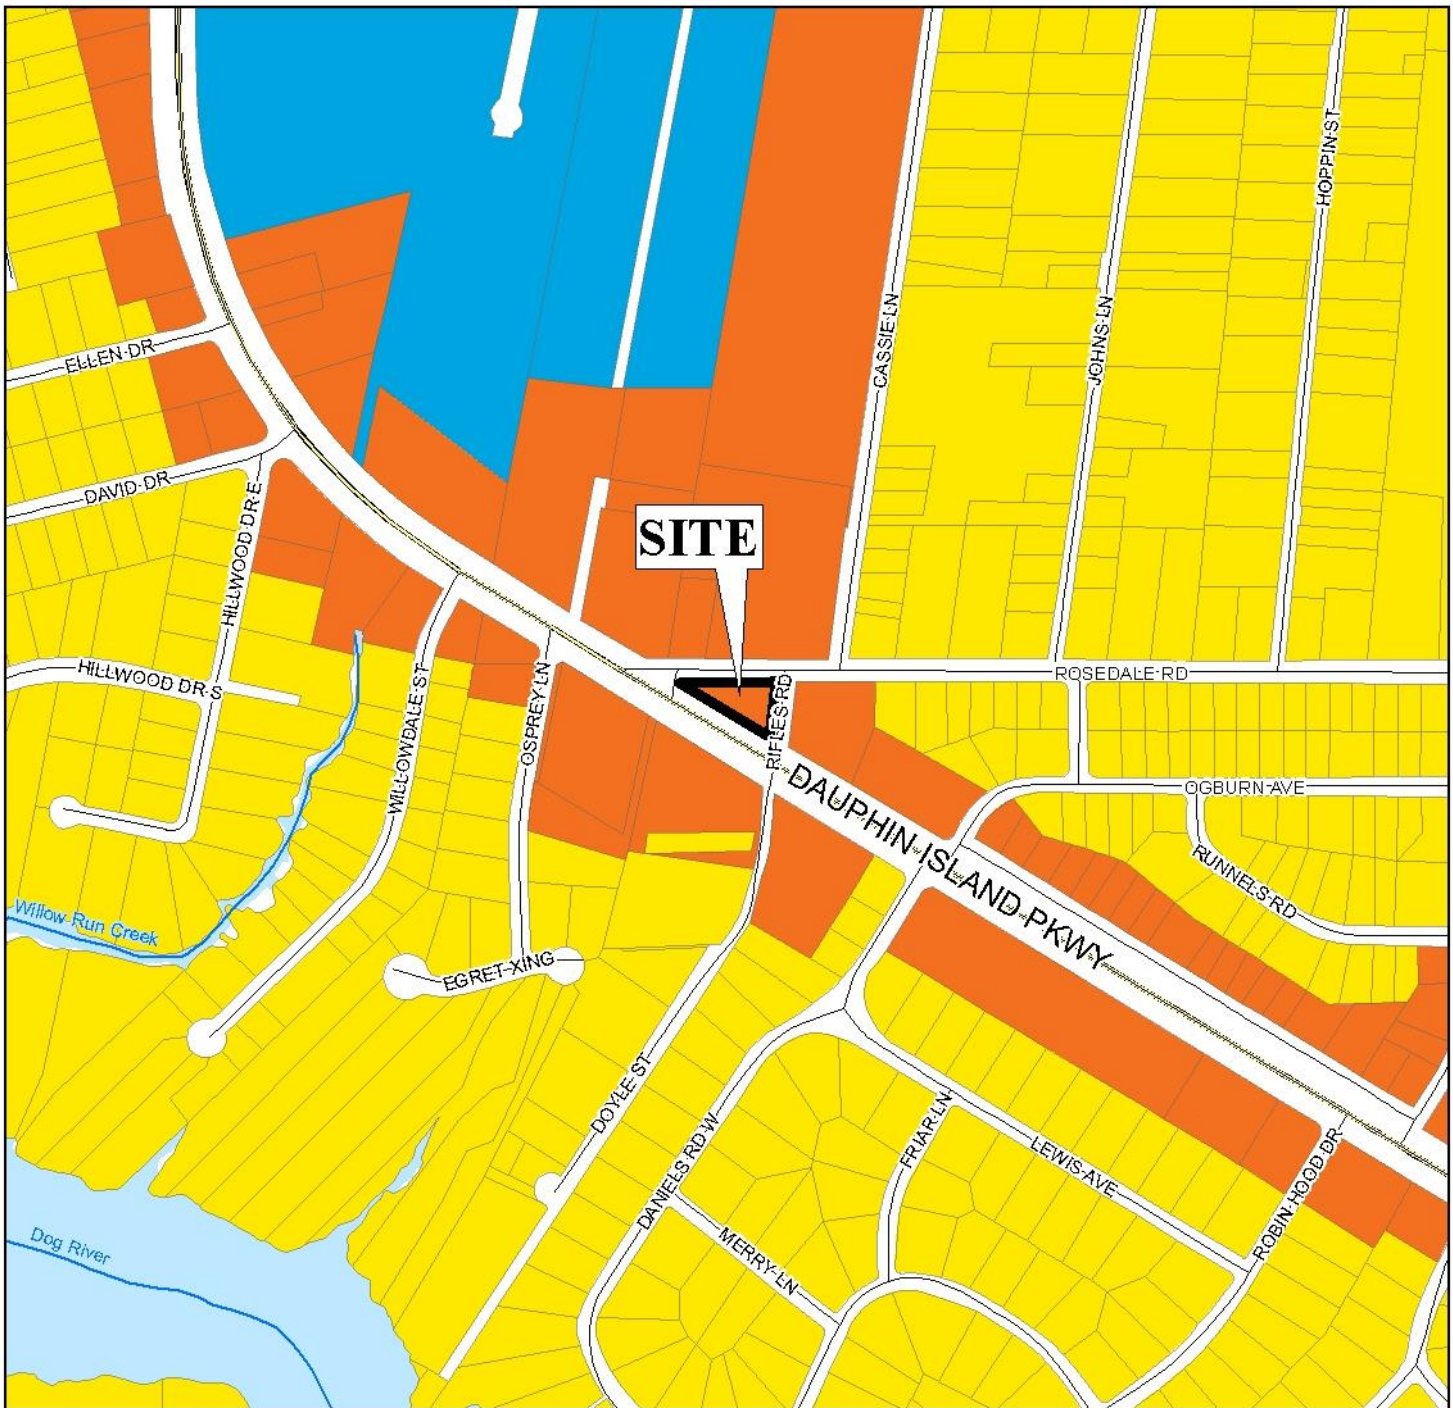 HOPPIN ST
CASSIE LN
JOHNS LN
ELLEN DR
DAVID DR
HILLWOOD DR E
SITE
HILLWOOD DR S
WILLOWDALE ST
OSPREY LN
RIFLES RD
ROSEDALE RD
DAUPHIN ISLAND PKWY
OGBURN AVE
RUNNELS RD
Willow Run Creek
EGRET XING
DOYLE ST
DANIELS RD W
FRIAR LN
LEWIS AVE
ROBIN HOOD DR
MERRY LN
Dog River